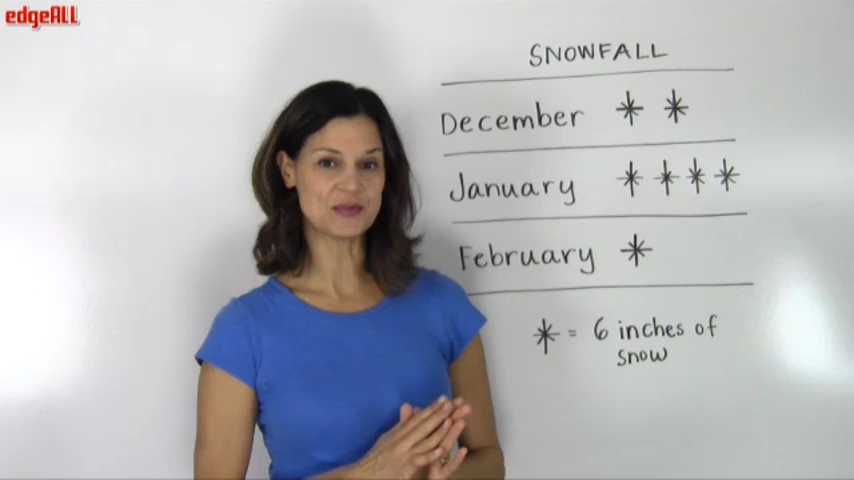 edgeALL
SNOWFALL
December * *
January * * * *
February *
* = 6 inches of
snow